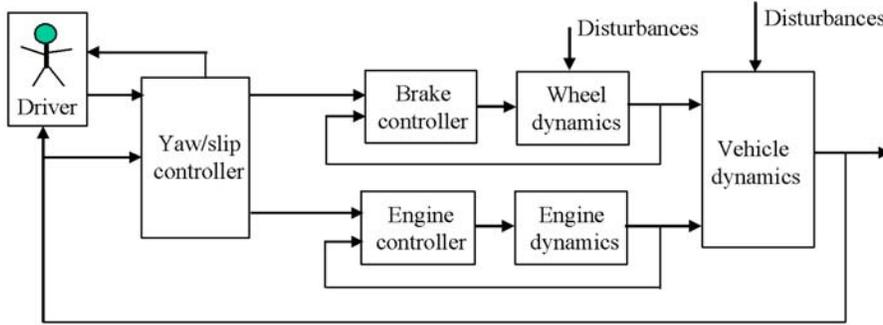 Disturbances
Disturbances
Driver
Yaw/slip
controller
Brake
controller
Wheel
dynamics
Vehicle
dynamics
Engine
controller
Engine
dynamics